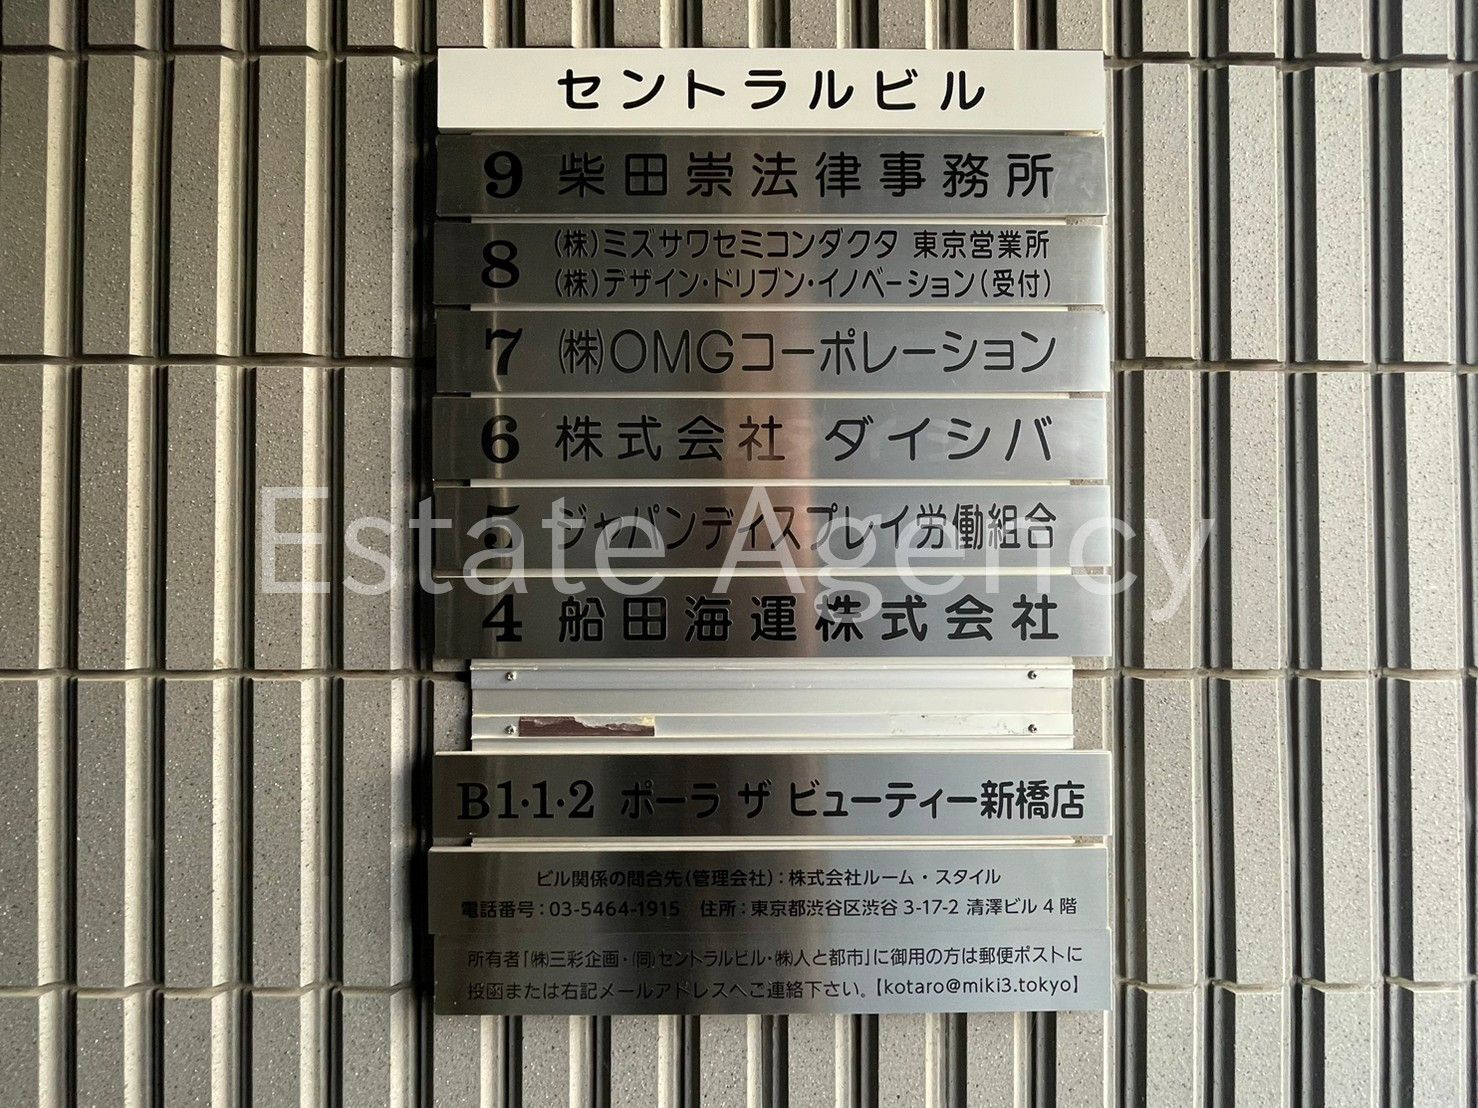 セントラルビル
9 柴田崇法律事務所
8 (株)ミズサワセミコンダクタ 東京営業所
(株)デザイン・ドリブン・イノベーション(受付)
7 (株)OMGコーポレーション
6 株式会社 ダイシバ
5 ジャパンディスプレイ労働組合
Estate Agency
4 船田海運株式会社
B1・1・2 ポーラ ザ ビューティー新橋店
ビル関係の問合先(管理会社):株式会社ルーム・スタイル
電話番号:03-5464-1915 住所:東京都渋谷区渋谷 3-17-2 清澤ビル 4 階
所有者「㈱三彩企画・㈲セントラルビル・㈱人と都市」に御用の方は郵便ポストに
投函または右記メールアドレスへご連絡下さい。【kotaro@miki3.tokyo】